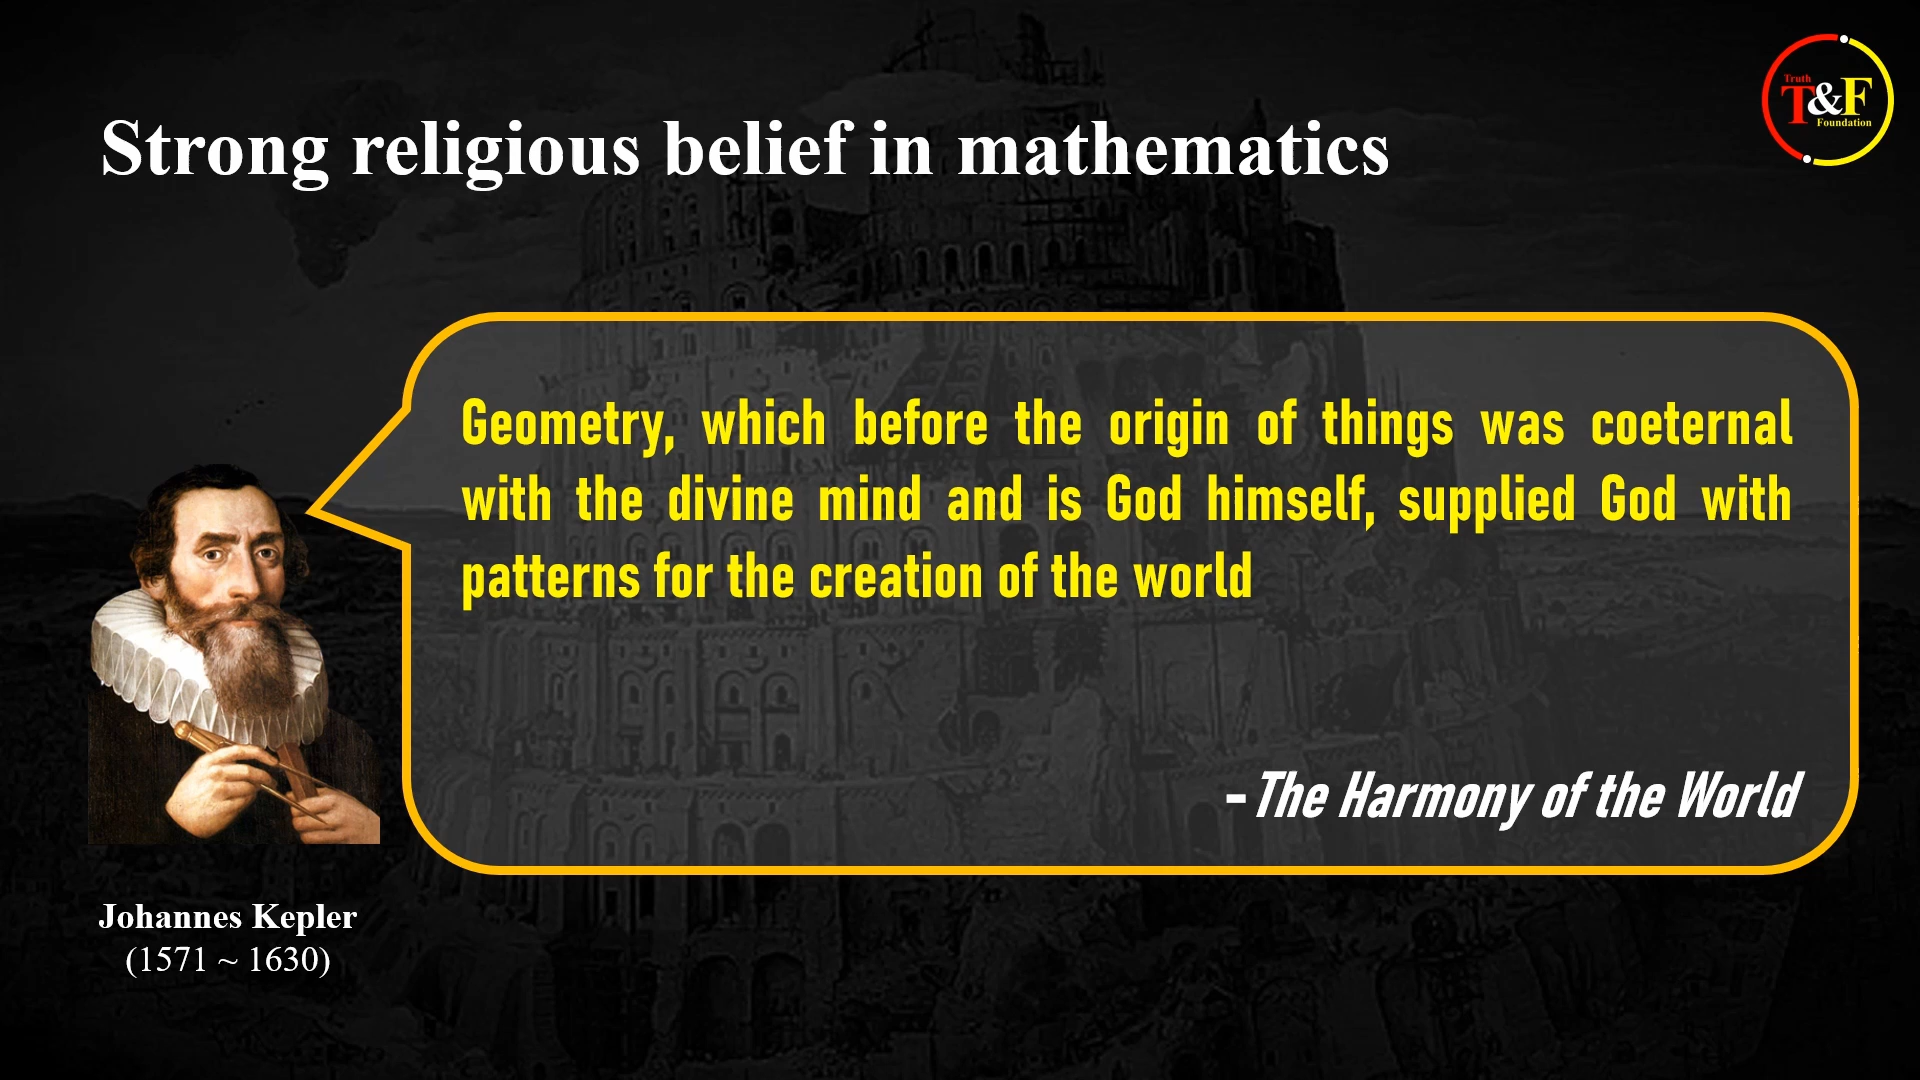 Truth
T&F
Foundation
Strong religious belief in mathematics
Geometry, which before the origin of things was coeternal
with the divine mind and is God himself, supplied God with
patterns for the creation of the world
-The Harmony of the World
Johannes Kepler
(1571 ~ 1630)